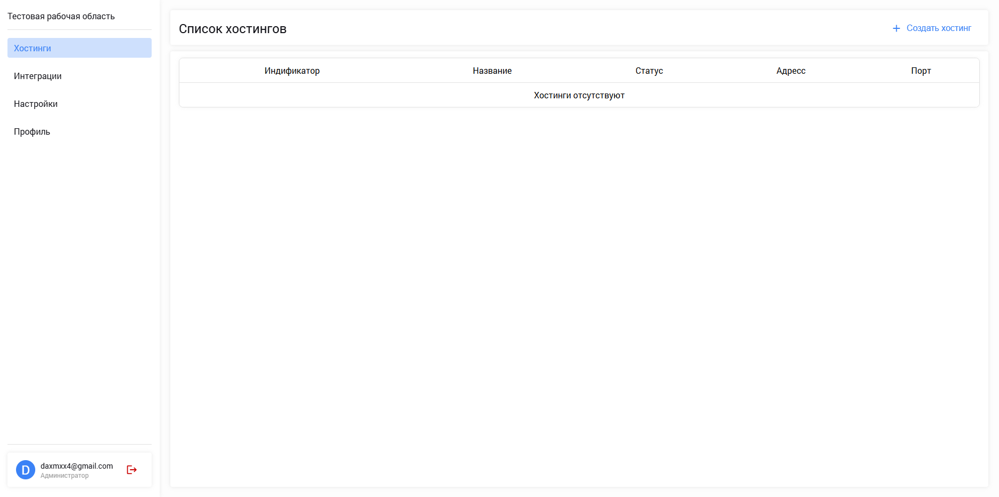 Тестовая рабочая область
Хостинги
Интеграции
Настройки
Профиль
D
daxmxx4@gmail.com
Администратор
Список хостингов
Создать хостинг
Индификатор Название Статус Адресс Порт
Хостинги отсутствуют